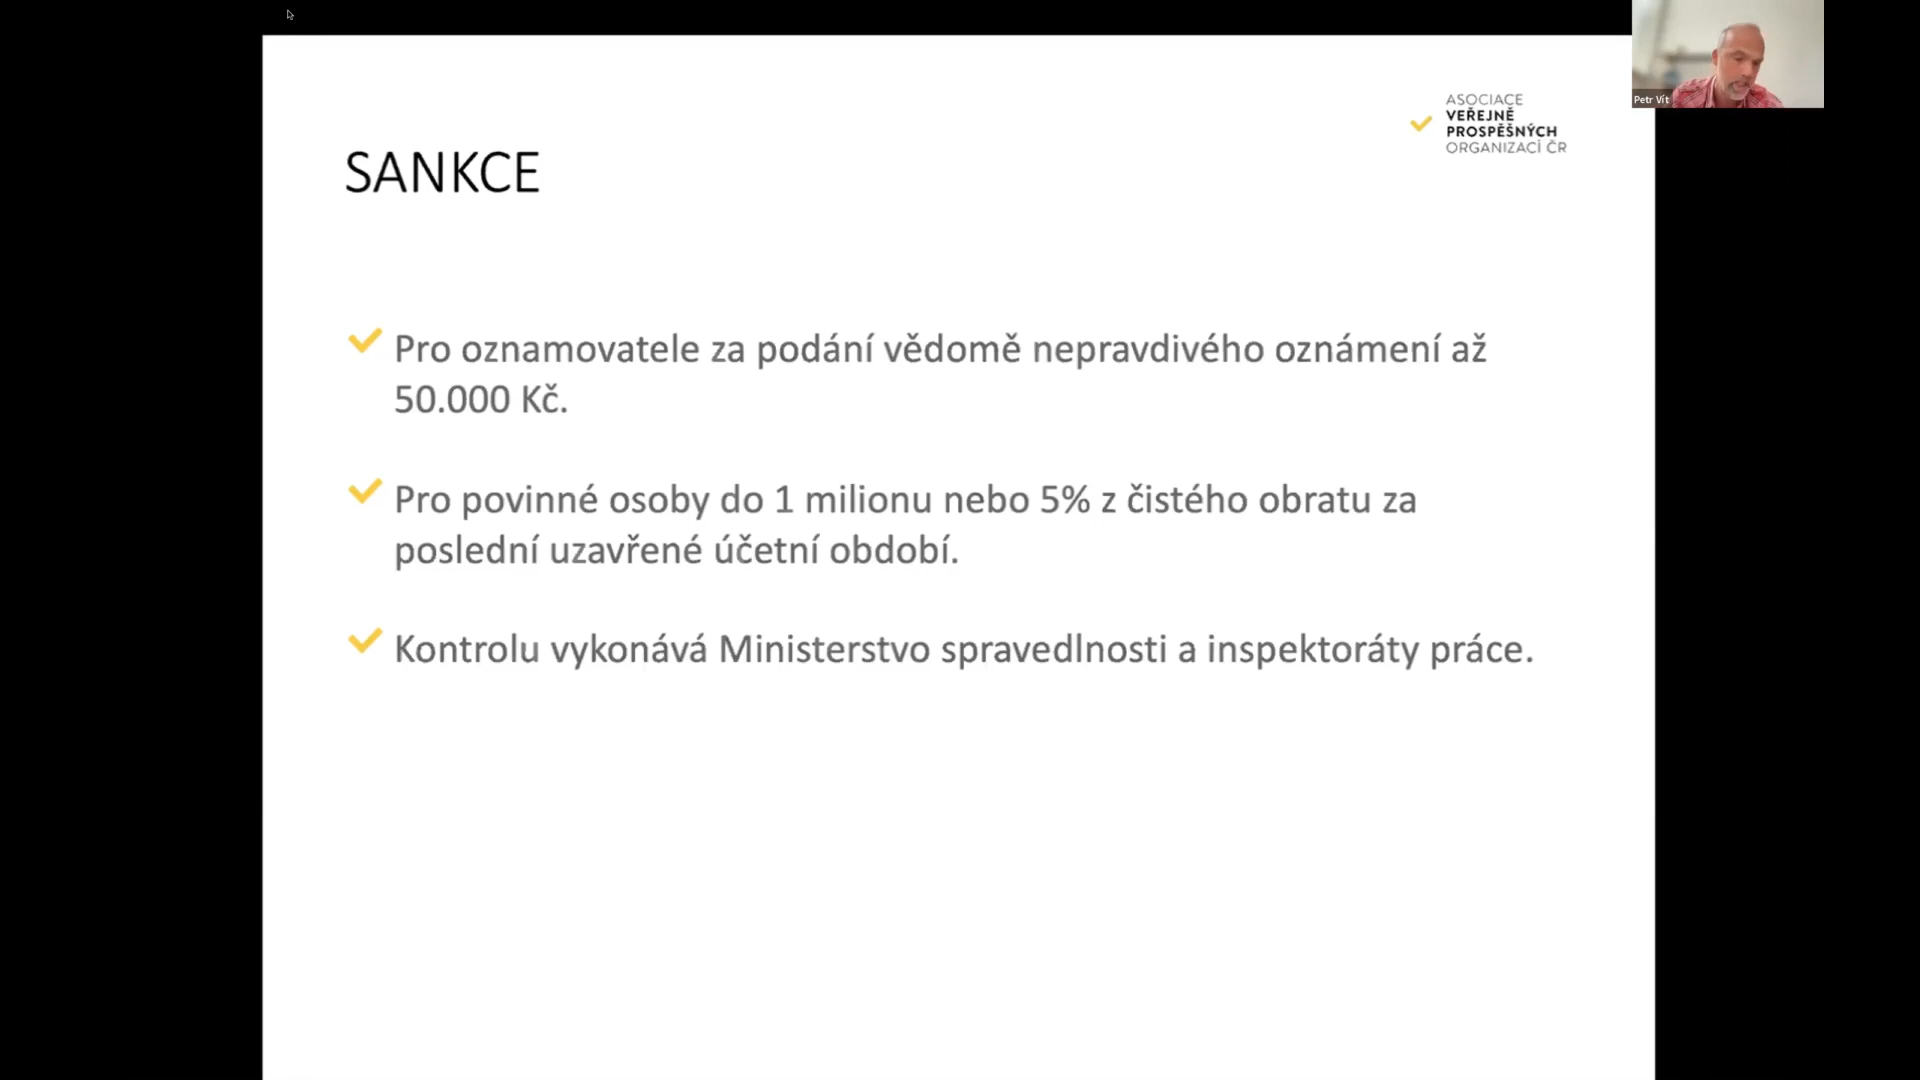 Petr Vít
ASOCIACE
VEŘEJNĚ
PROSPĚŠNÝCH
ORGANIZACÍ ČR
SANKCE
Pro oznamovatele za podání vědomě nepravdivého oznámení až
50.000 Kč.
Pro povinné osoby do 1 milionu nebo 5% z čistého obratu za
poslední uzavřené účetní období.
Kontrolu vykonává Ministerstvo spravedlnosti a inspektoráty práce.